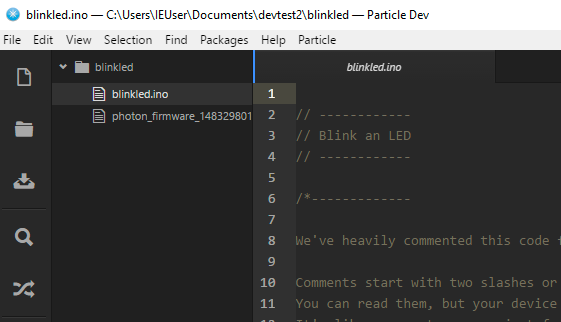 blinkled.ino — C:\Users\IEUser\Documents\devtest2\blinkled — Particle Dev
File Edit View Selection Find Packages Help Particle
blinkled
blinkled.ino
photon_firmware_148329801
blinkled.ino
1
2 // ------------
3 // Blink an LED
4 // ------------
5
6 /*-------------
7
8 We've heavily commented this code f
9
10 Comments start with two slashes or
11 You can read them, but your device